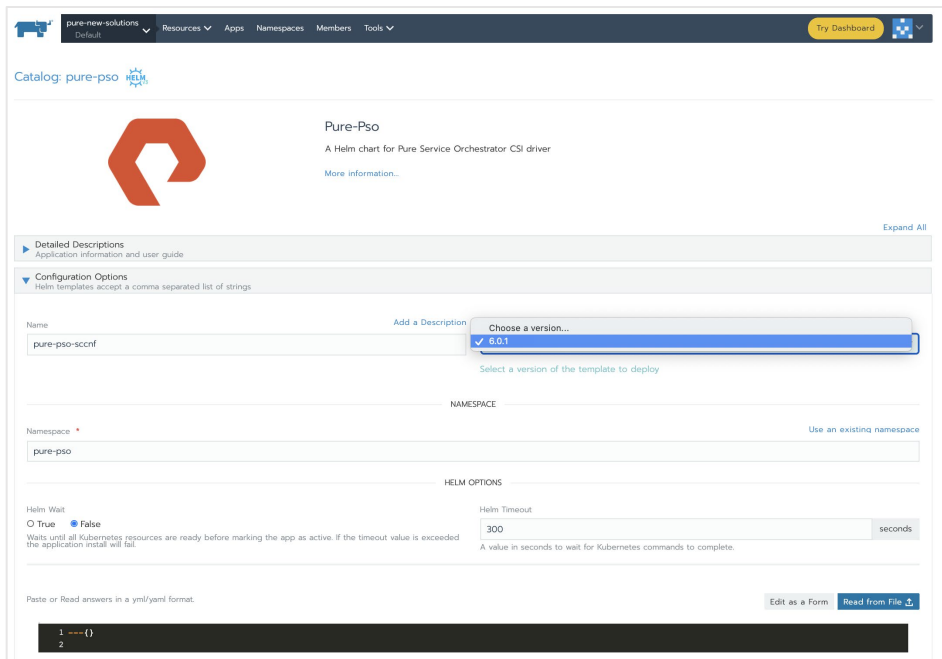 pure-new-solutions
Default
Resources Apps Namespaces Members Tools
Try Dashboard
Catalog: pure-pso HELM
Pure-Pso
A Helm chart for Pure Service Orchestrator CSI driver
More information...
Expand All
Detailed Descriptions
Application information and user guide
Configuration Options
Helm templates accept a comma separated list of strings
Name
Add a Description
pure-pso-sccnf
Choose a version...
✓ 6.0.1
Select a version of the template to deploy
NAMESPACE
Namespace *
Use an existing namespace
pure-pso
HELM OPTIONS
Helm Wait
True False
Waits until all Kubernetes resources are ready before marking the app as active. If the timeout value is exceeded
the application install will fail.
Helm Timeout
300 seconds
A value in seconds to wait for Kubernetes commands to complete.
Paste or Read answers in a yml/yaml format.
Edit as a Form Read from File
1 ---{}
2